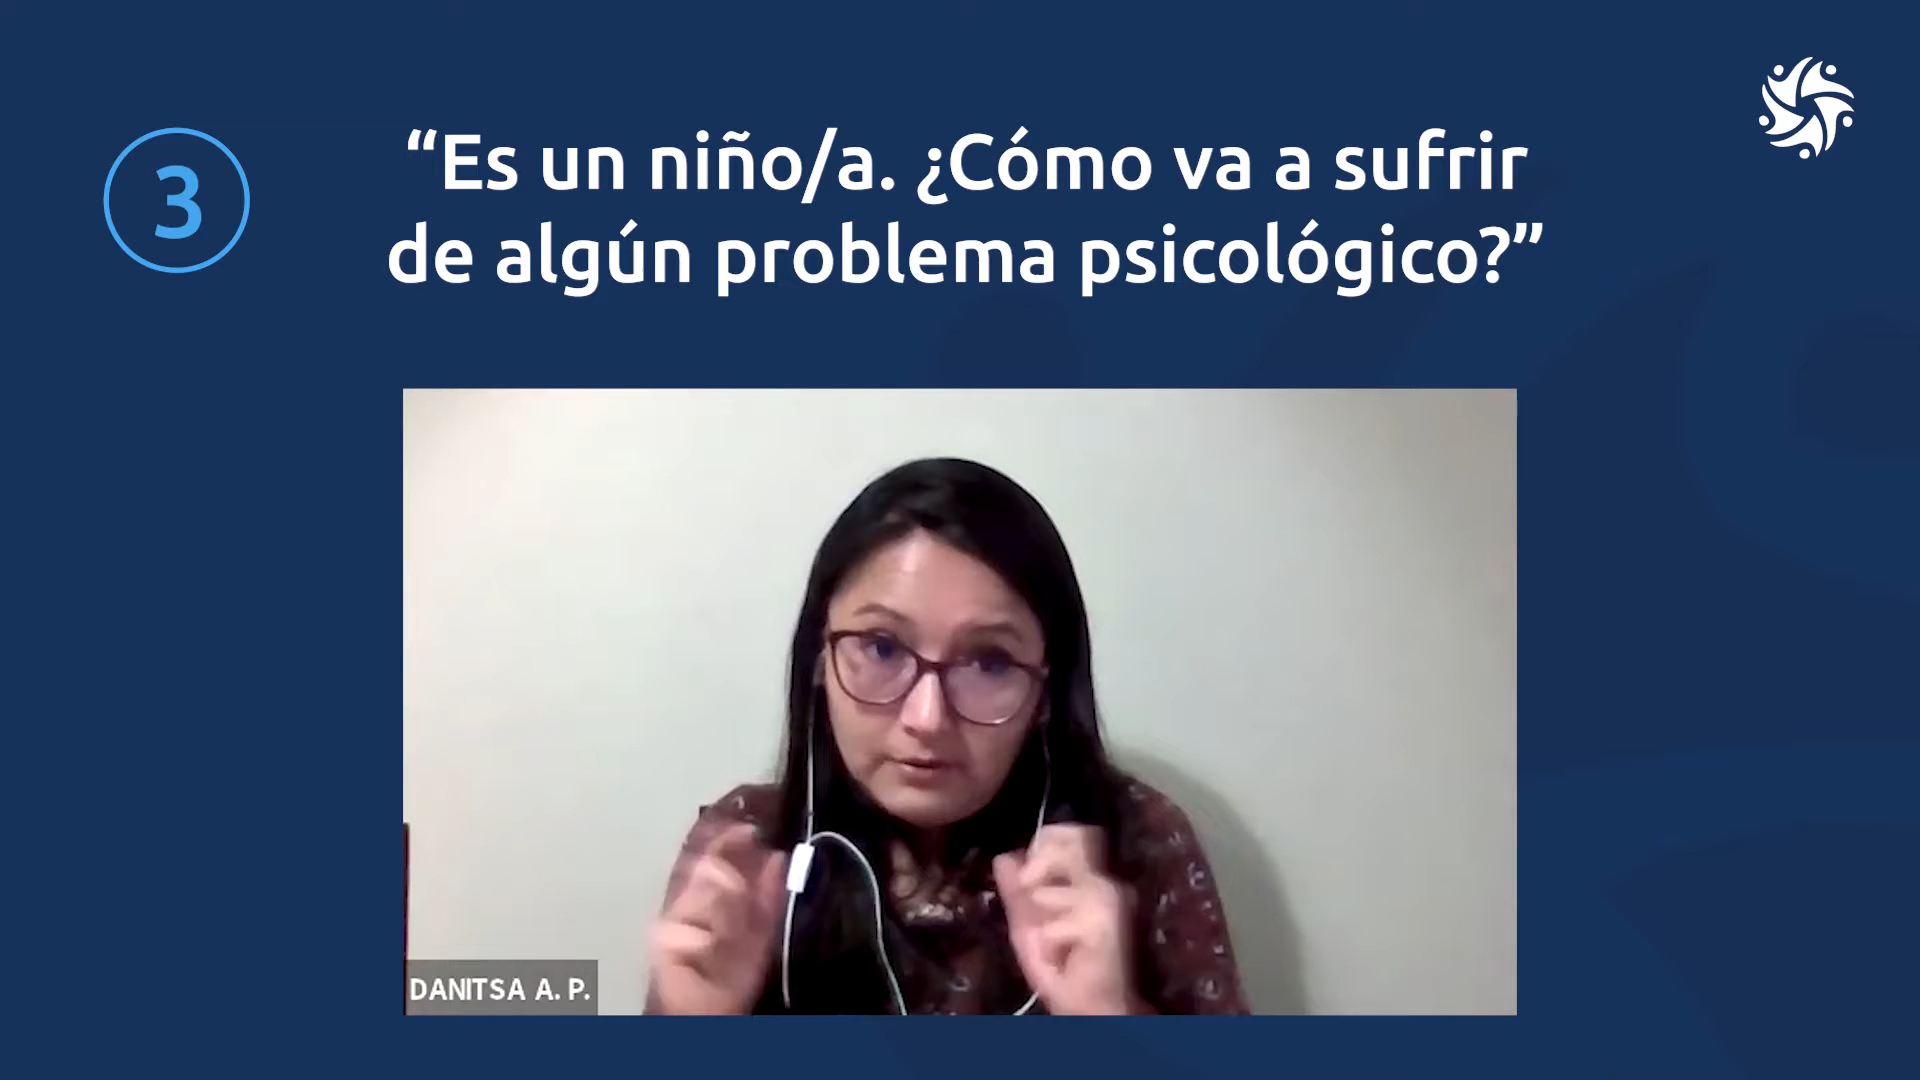 3
“Es un niño/a. ¿Cómo va a sufrir
de algún problema psicológico?”
DANITSA A. P.